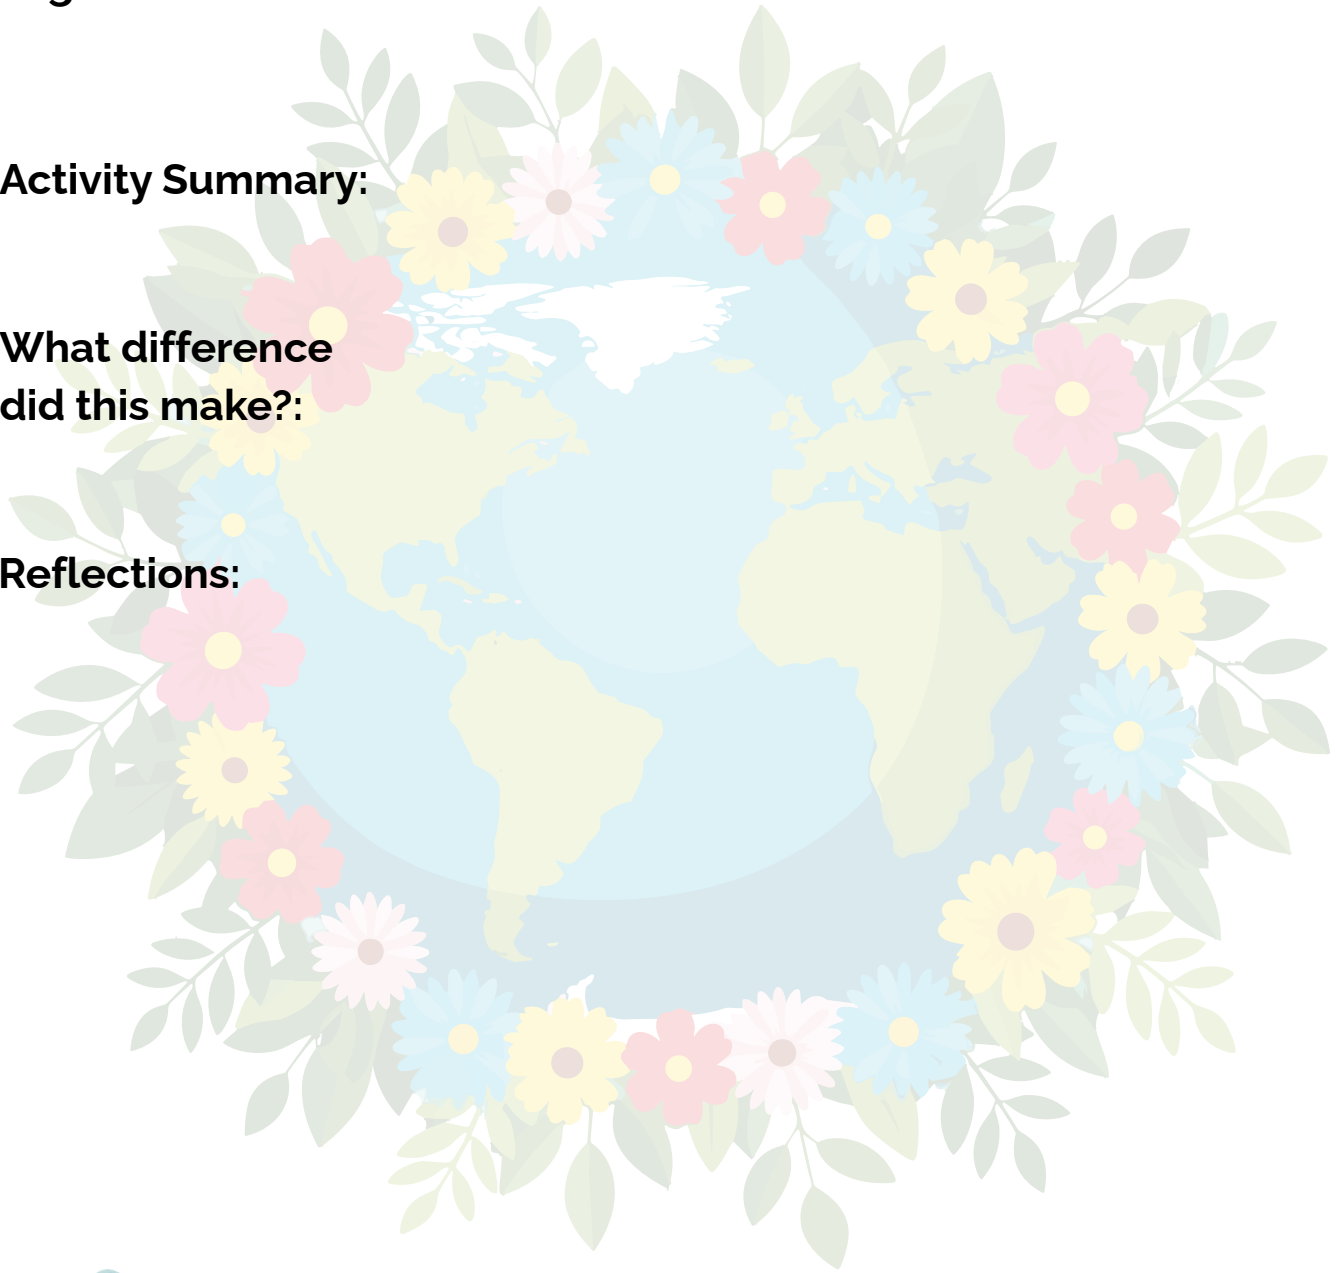 Activity Summary:
What difference
did this make?:
Reflections: